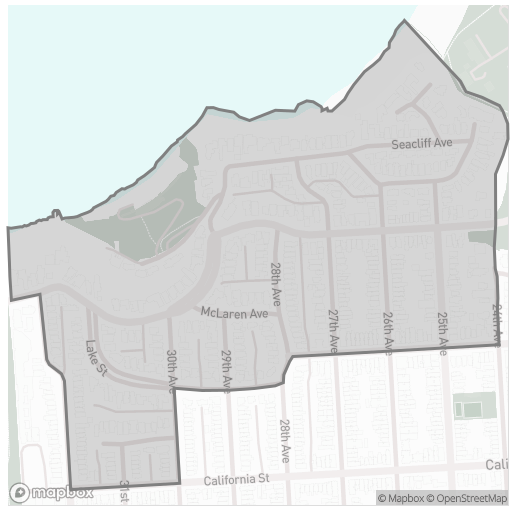 Seacliff Ave
28th Ave
24th Ave
McLaren Ave
27th Ave
26th Ave
25th Ave
Lake St
30th Ave
29th Ave
28th Ave
California St
Cali
31st
mapbox
© Mapbox © OpenStreetMap